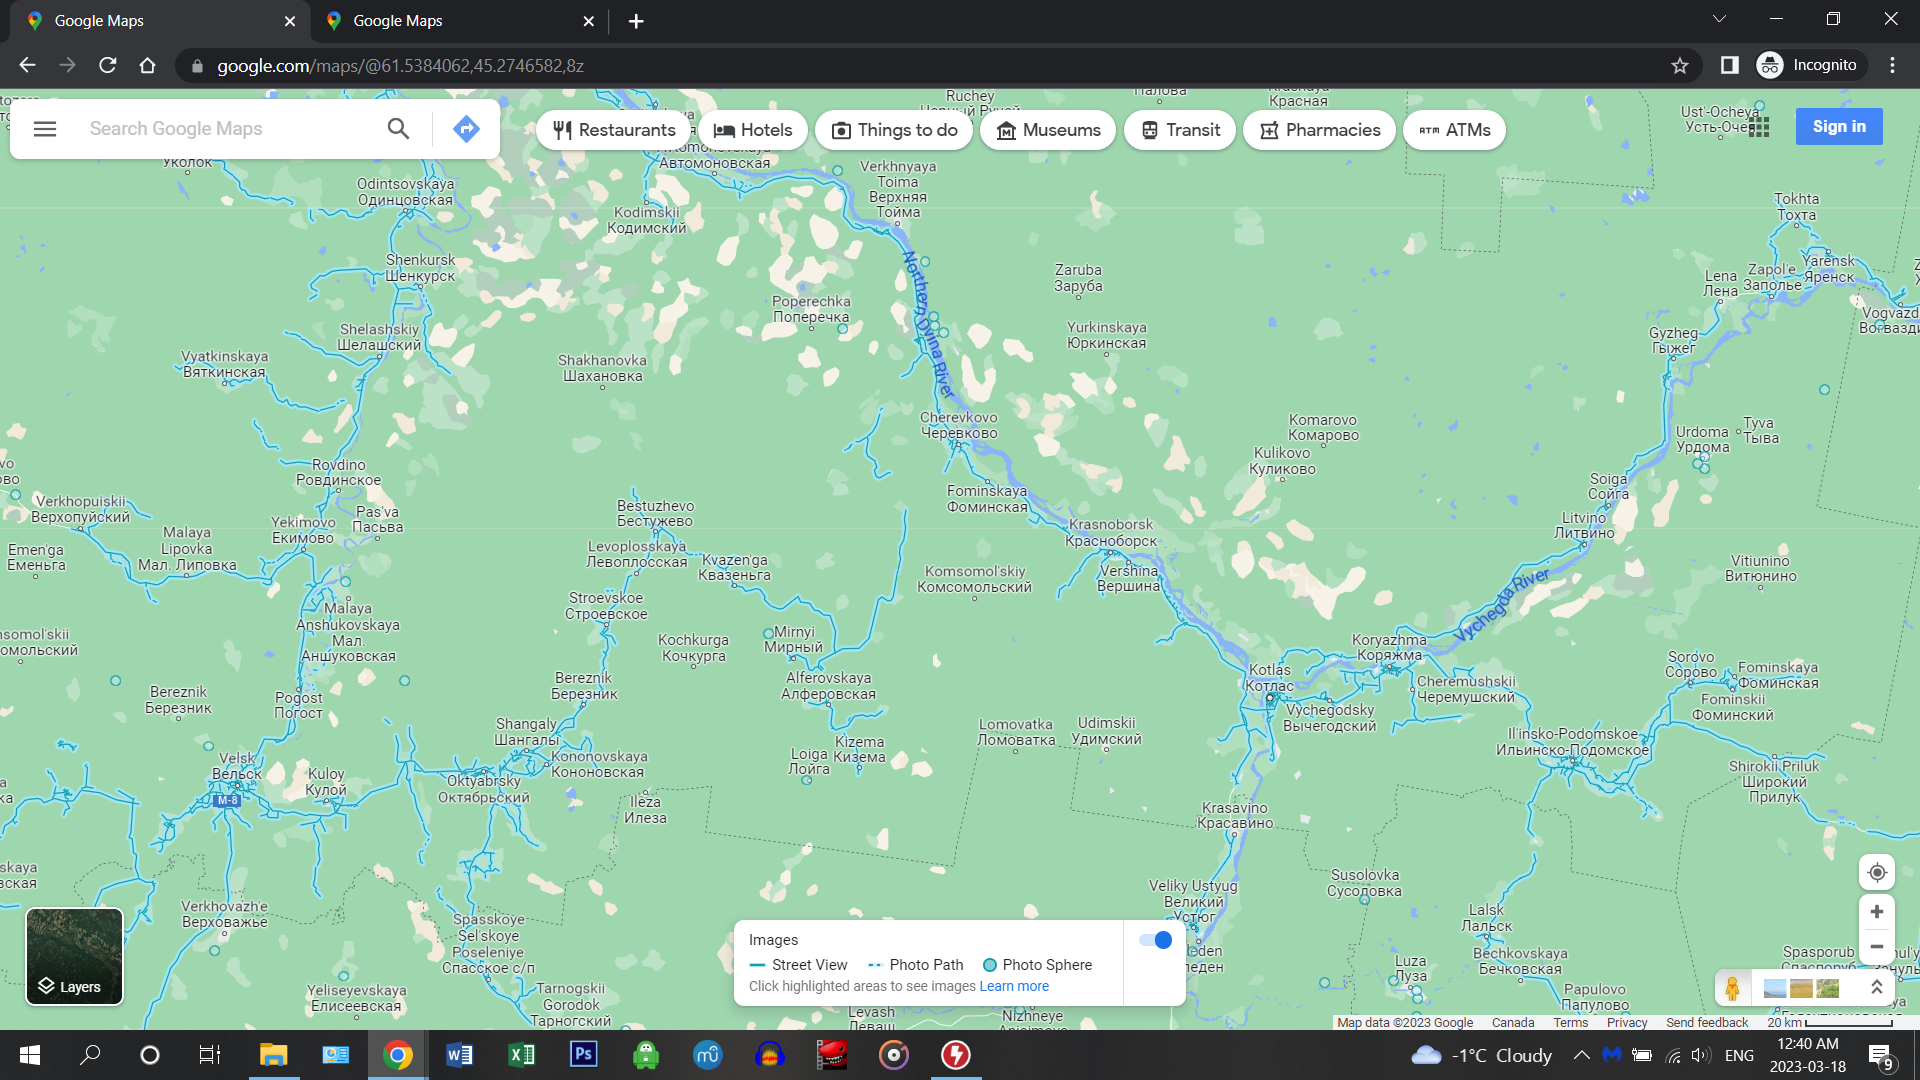 Google Maps
Google Maps
google.com/maps/@61.5384062,45.2746582,8z
Incognito
Search Google Maps
Restaurants
Hotels
Things to do
Museums
Transit
Pharmacies
ATMs
Sign in
Ruchey
Красная
Ust'-Ocheya
Усть-Очея
Уколок
Автомоновская
Odintsovskaya
Одинцовская
Kodimskii
Кодимский
Verkhnyaya
Toima
Верхняя
Тойма
Tokhta
Тохта
Shenkursk
Шенкурск
Northern Dvina River
Zaruba
Заруба
Lena
Лена
Zapol'e
Заполье
Yarensk
Яренск
Poperechka
Поперечка
Shelashskiy
Шелашский
Yurkinskaya
Юркинская
Gyzheg
Гыжег
Vogvazd
Вогвазди
Vyatkinskaya
Вяткинская
Shakhanovka
Шахановка
Cherevkovo
Черевково
Komarovo
Комарово
Kulikovo
Куликово
Urdoma
Урдома
Tyva
Тыва
Rovdino
Ровдинское
Soiga
Сойга
Fominskaya
Фоминская
Verkhopuiskii
Верхопуйский
Pas'va
Пасьва
Bestuzhevo
Бестужево
Yekimovo
Екимово
Krasnoborsk
Красноборск
Litvino
Литвино
Malaya
Lipovka
Мал. Липовка
Emen'ga
Еменьга
Levoplosskaya
Левоплосская
Kvazen'ga
Квазеньга
Komsomol'skiy
Комсомольский
Vershina
Вершина
Vychegda River
Vitiunino
Витюнино
Stroevskoe
Строевское
Malaya
Anshukovskaya
Мал.
Аншуковская
Kochkurga
Кочкурга
Mirnyi
Мирный
Koryazhma
Коряжма
Sorovo
Сорово
Fominskaya
Фоминская
Kotlas
Котлас
Bereznik
Березник
Pogost
Погост
Bereznik
Березник
Alferovskaya
Алферовская
Cheremushskii
Черемушский
Fominskii
Фоминский
Vychegodsky
Вычегодский
Shangaly
Шангалы
Lomovatka
Ломоватка
Udimskii
Удимский
Il'insko-Podomskoe
Ильинско-Подомское
Velsk
Вельск
M-8
Kuloy
Кулой
Oktyabrsky
Октябрьский
Kononovskaya
Кононовская
Loiga
Лойга
Kizema
Кизема
Shirokii Priluk
Широкий
Прилук
Ileza
Илеза
Krasavino
Красавино
Susolovka
Сусоловка
Veliky Ustyug
Великий
Устюг
Verkhovazh'e
Верховажье
Spasskoye
Sel'skoye
Poseleniye
Спасское с/п
Lalsk
Лальск
Bechkovskaya
Бечковская
Luza
Луза
Spasporub
Yeliseyevskaya
Елисеевская
Tarnogskii
Gorodok
Тарногский
Papulovo
Папулово
Levash
Nizhneye
Layers
Images
Street View
Photo Path
Photo Sphere
Click highlighted areas to see images Learn more
Map data ©2023 Google
Canada
Terms
Privacy
Send feedback
20 km
-1°C Cloudy
ENG
12:40 AM
2023-03-18
9